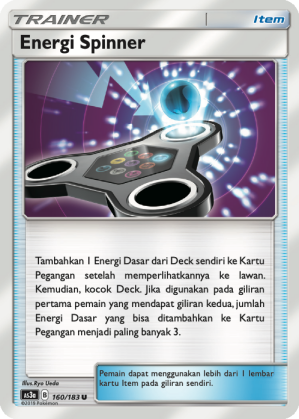 TRAINER
Item
Energi Spinner
Tambahkan 1 Energi Dasar dari Deck sendiri ke Kartu
Pegangan setelah memperlihatkannya ke lawan.
Kemudian, kocok Deck. Jika digunakan pada giliran
pertama pemain yang mendapat giliran kedua, jumlah
Energi Dasar yang bisa ditambahkan ke Kartu
Pegangan menjadi paling banyak 3.
Illus.Ryo Ueda
AS3a
160/183 U
©2019 Pokémon
Pemain dapat menggunakan lebih dari 1 lembar
kartu Item pada giliran sendiri.